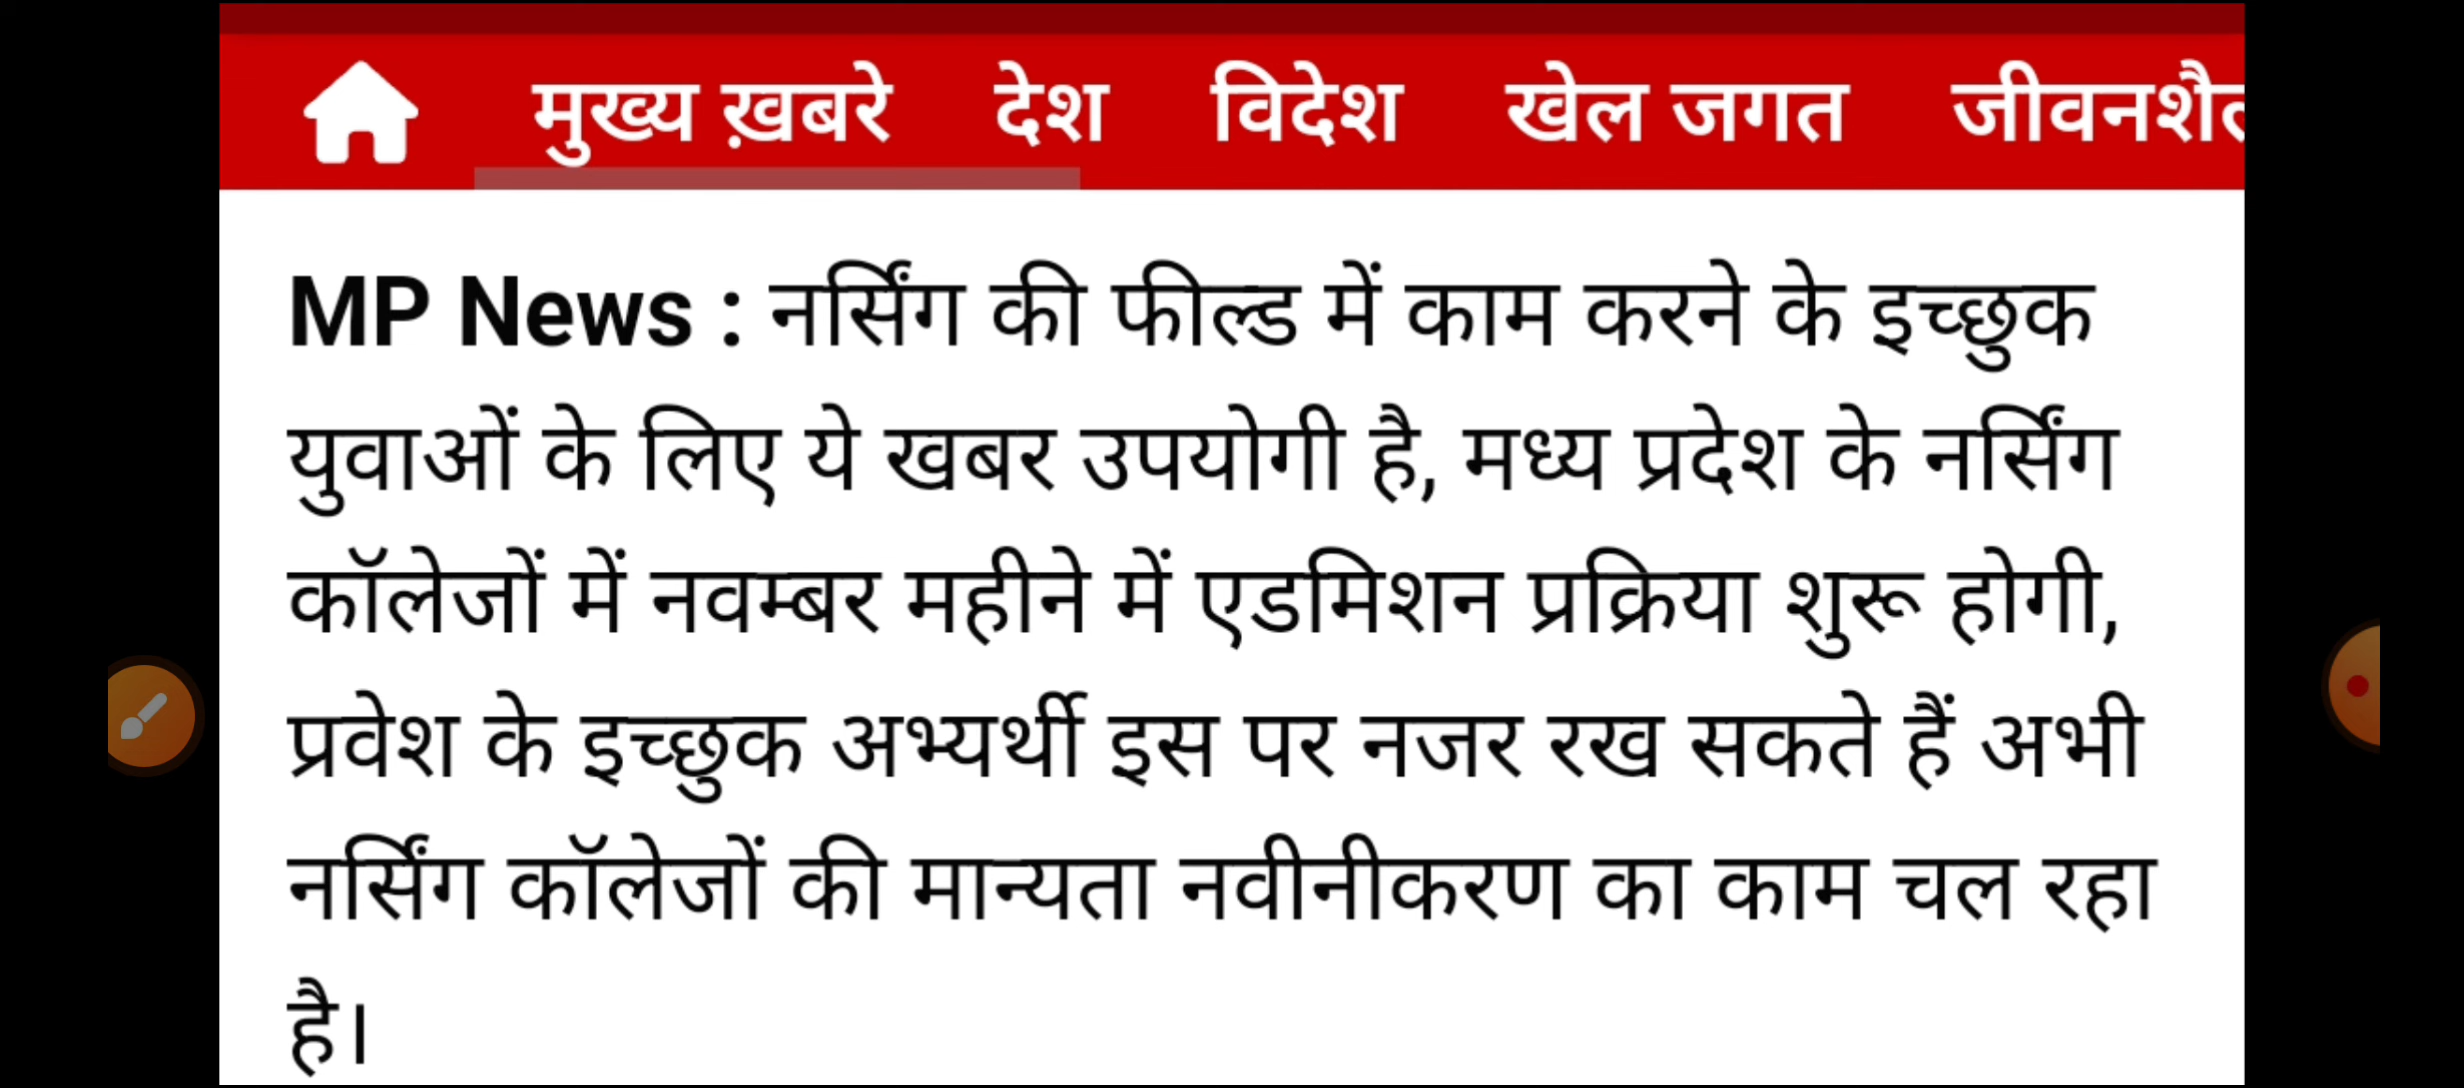 मुख्य ख़बरे देश विदेश खेल जगत
MP News : नर्सिंग की फील्ड में काम करने के इच्छुक
युवाओं के लिए ये खबर उपयोगी है, मध्य प्रदेश के नर्सिंग
कॉलेजों में नवम्बर महीने में एडमिशन प्रक्रिया शुरू होगी,
प्रवेश के इच्छुक अभ्यर्थी इस पर नजर रख सकते हैं अभी
नर्सिंग कॉलेजों की मान्यता नवीनीकरण का काम चल रहा
है।